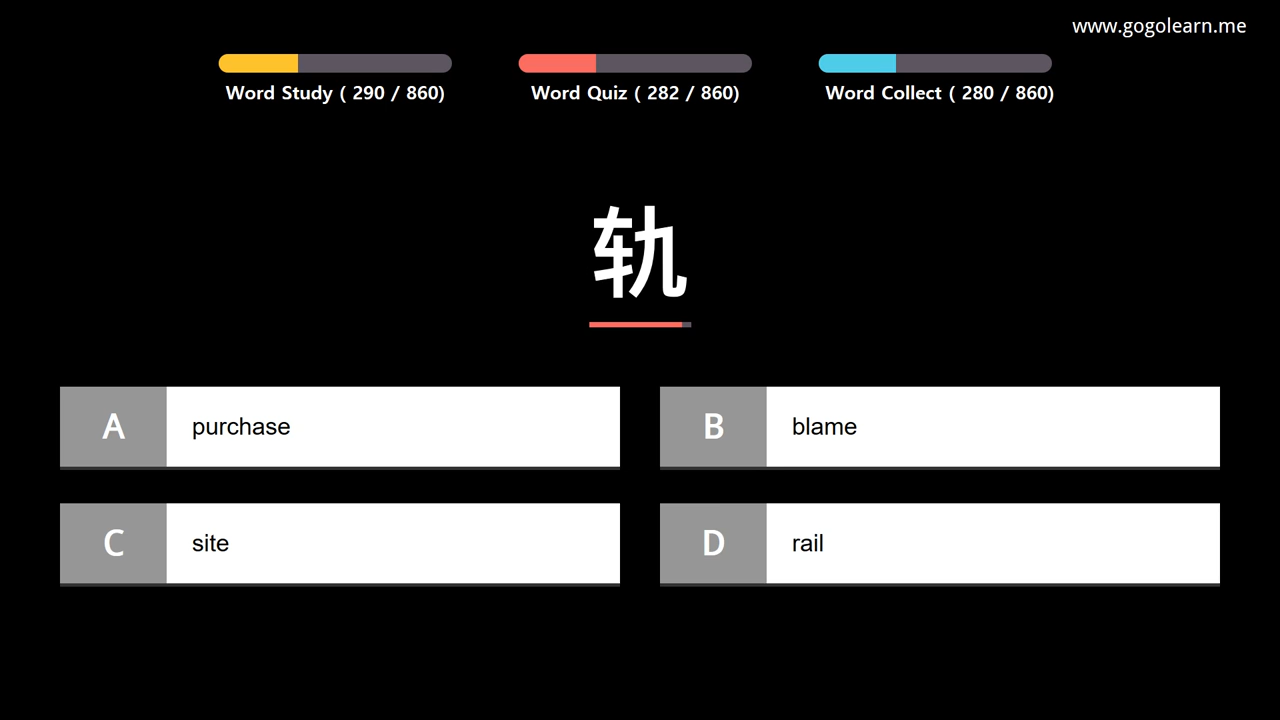 www.gogolearn.me
Word Study ( 290 / 860)
Word Quiz ( 282 / 860)
Word Collect ( 280 / 860)
轨
A purchase
B blame
C site
D rail